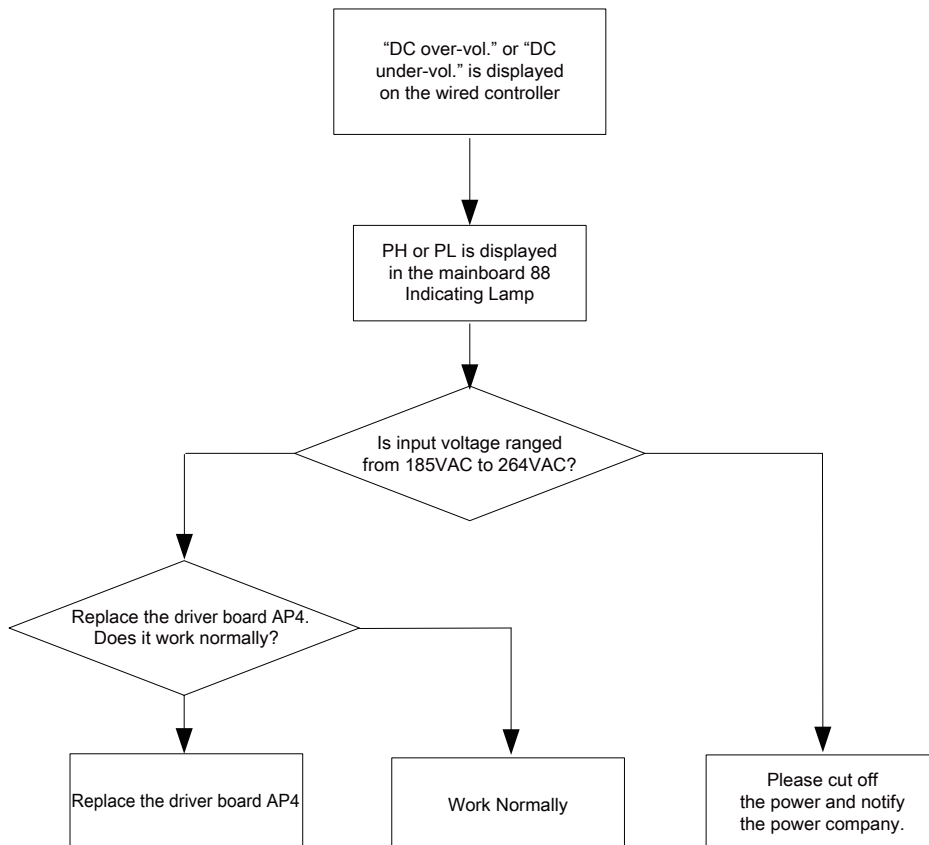 “DC over-vol.” or “DC
under-vol.” is displayed
on the wired controller
PH or PL is displayed
in the mainboard 88
Indicating Lamp
Is input voltage ranged
from 185VAC to 264VAC?
Replace the driver board AP4.
Does it work normally?
Replace the driver board AP4
Work Normally
Please cut off
the power and notify
the power company.